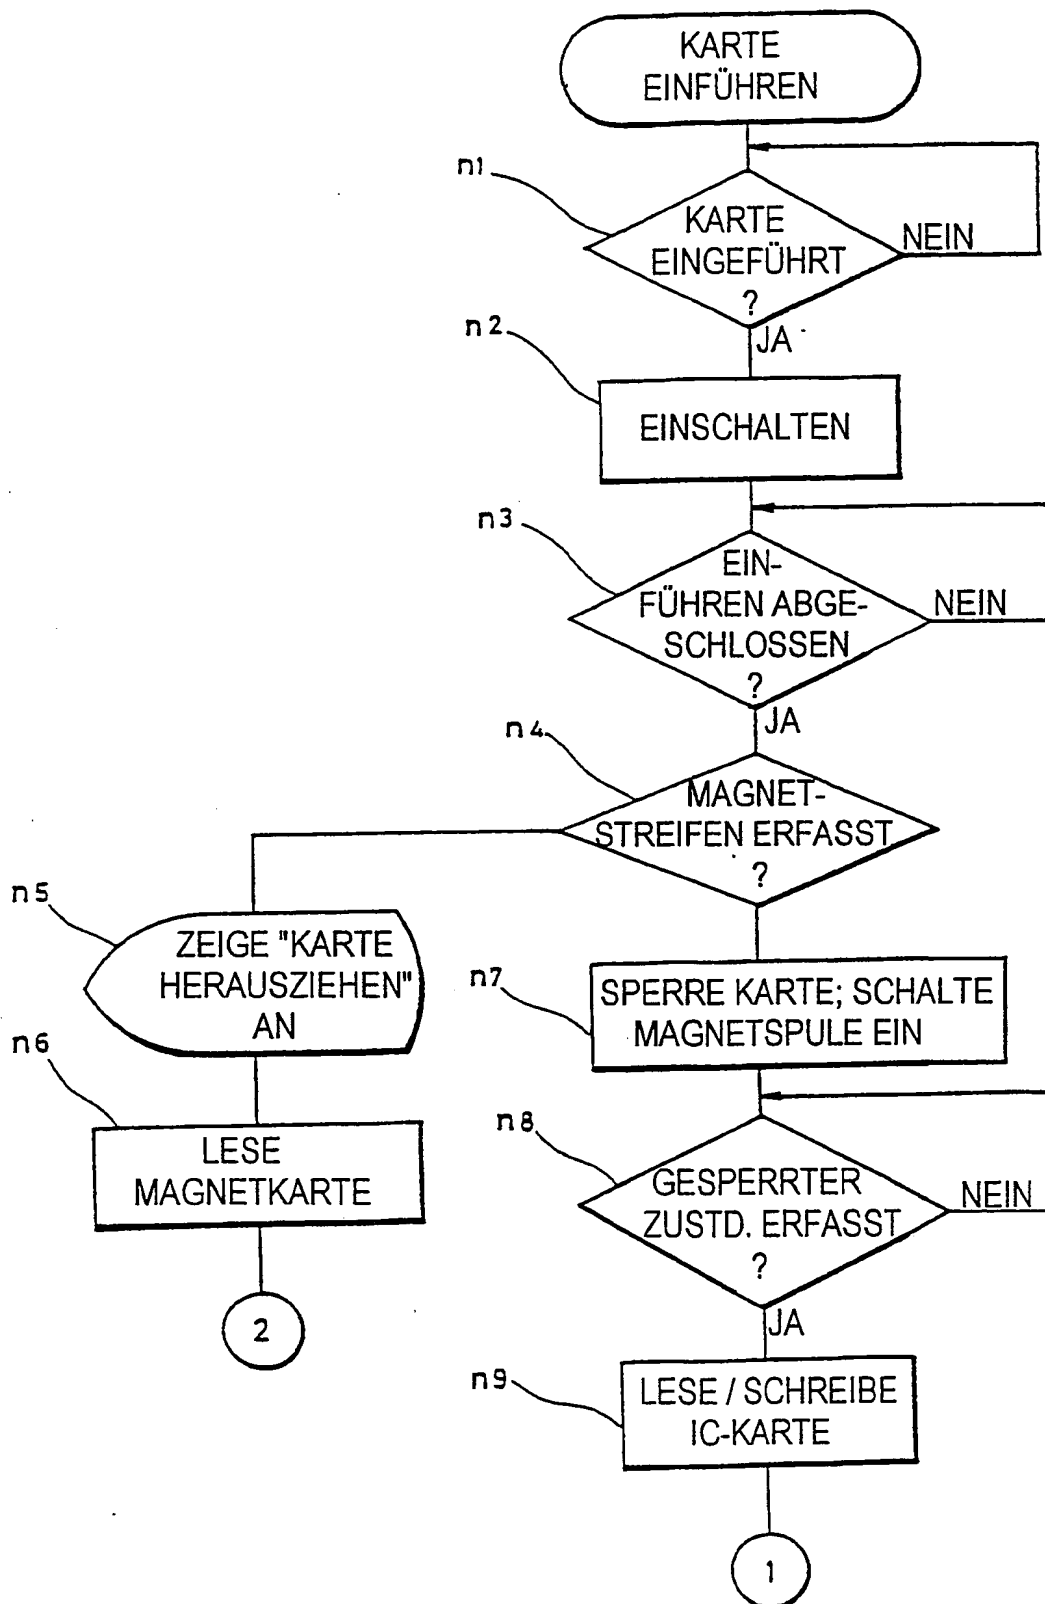 KARTE
EINFÜHREN
n1
KARTE
EINGEFÜHRT
?
NEIN
JA
n2
EINSCHALTEN
n3
EIN-
FÜHREN ABGE-
SCHLOSSEN
?
NEIN
JA
n4
MAGNET-
STREIFEN ERFASST
?
n5
ZEIGE "KARTE
HERAUSZIEHEN"
AN
n6
LESE
MAGNETKARTE
2
n7
SPERRE KARTE; SCHALTE
MAGNETSPULE EIN
n8
GESPERRTER
ZUSTD. ERFASST
?
NEIN
JA
n9
LESE / SCHREIBE
IC-KARTE
1